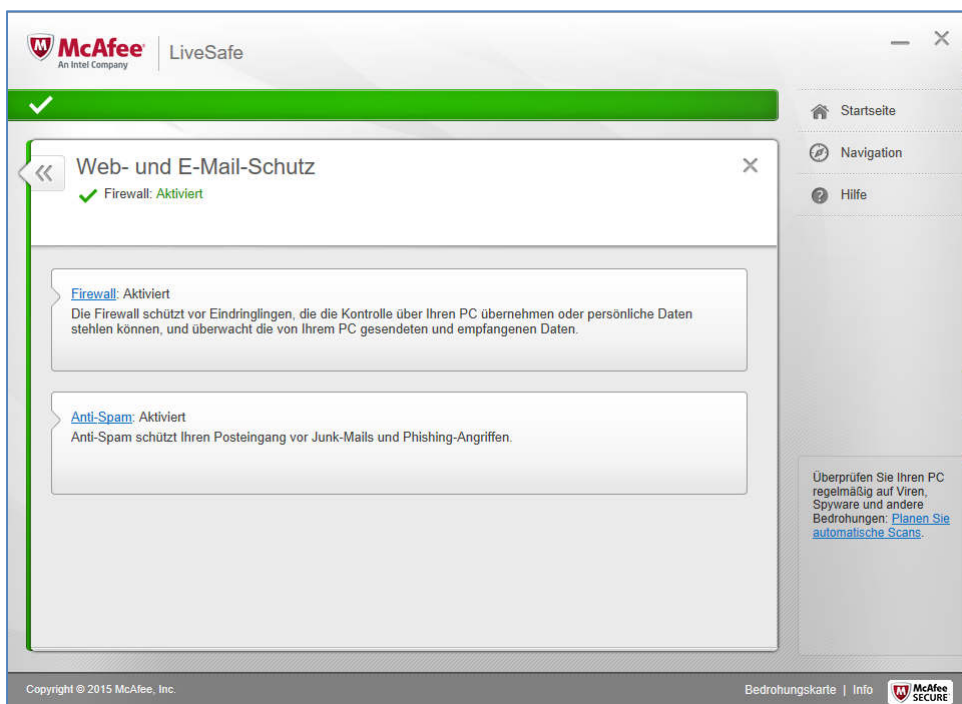 McAfee
An Intel Company
LiveSafe
Startseite
Navigation
Hilfe
Web- und E-Mail-Schutz
Firewall: Aktiviert
Firewall: Aktiviert
Die Firewall schützt vor Eindringlingen, die die Kontrolle über Ihren PC übernehmen oder persönliche Daten
stehlen können, und überwacht die von Ihrem PC gesendeten und empfangenen Daten.
Anti-Spam: Aktiviert
Anti-Spam schützt Ihren Posteingang vor Junk-Mails und Phishing-Angriffen.
Überprüfen Sie Ihren PC
regelmäßig auf Viren,
Spyware und andere
Bedrohungen: Planen Sie
automatische Scans.
Copyright © 2015 McAfee, Inc.
Bedrohungskarte | Info
McAfee
SECURE